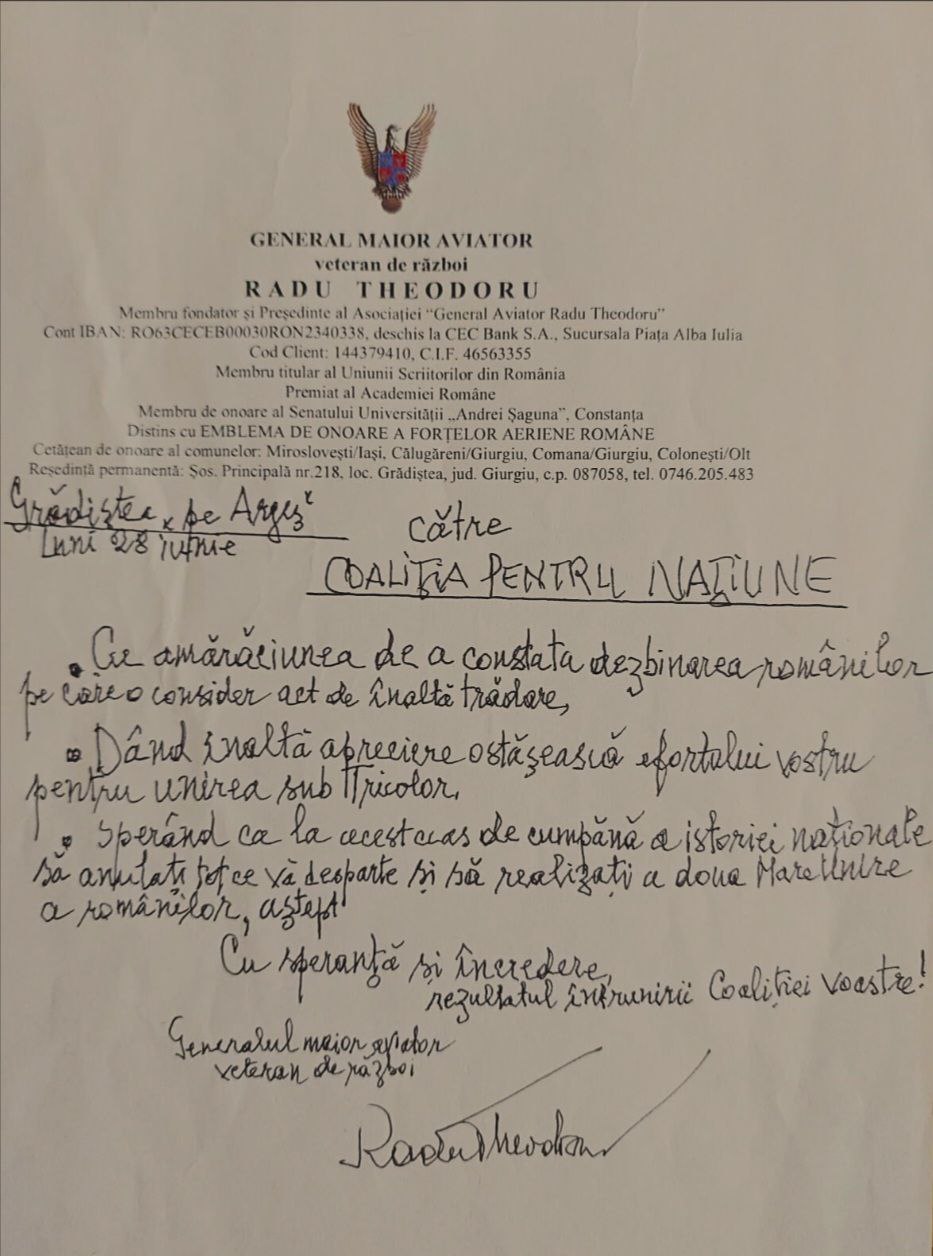 GENERAL MAIOR AVIATOR
veteran de război
RADU THEODORU
Membru fondator și Președinte al Asociației "General Aviator Radu Theodoru"
Cont IBAN: RO63CECEB00030RON2340338, deschis la CEC Bank S.A., Sucursala Piața Alba Iulia
Cod Client: 144379410, C.I.F. 46563355
Membru titular al Uniunii Scriitorilor din România
Premiat al Academiei Române
Membru de onoare al Senatului Universității „Andrei Șaguna”, Constanța
Distins cu EMBLEMA DE ONOARE A FORȚELOR AERIENE ROMÂNE
Cetățean de onoare al comunelor: Miroslovești/Iași, Călugăreni/Giurgiu, Comana/Giurgiu, Colonești/Olt
Reședință permanentă: Șos. Principală nr.218, loc. Grădiștea, jud. Giurgiu, c.p. 087058, tel. 0746.205.483
Grădiștea pe Argeș
Luni 28 iunie
către
COALIȚIA PENTRU NAȚIUNE
• Cu amărăciunea de a constata dezbinarea românilor
pe care o consider act de înaltă trădare,
• Dând înaltă apreciere ostășească efortului vostru
pentru unirea sub Tricolor,
• Sperând ca la acest ceas de cumpănă a istoriei naționale
să anulați tot ce vă desparte și să realizați a doua Mare Unire
a românilor, aștept
Cu speranță și încredere,
rezultatul întrunirii Coaliției voastre!
Generalul maior aviator
veteran de război
Radu Theodoru